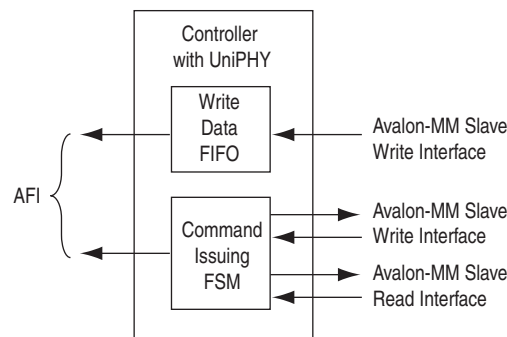 Controller
with UniPHY
Write
Data
FIFO
Avalon-MM Slave
Write Interface
AFI
Command
Issuing
FSM
Avalon-MM Slave
Write Interface
Avalon-MM Slave
Read Interface